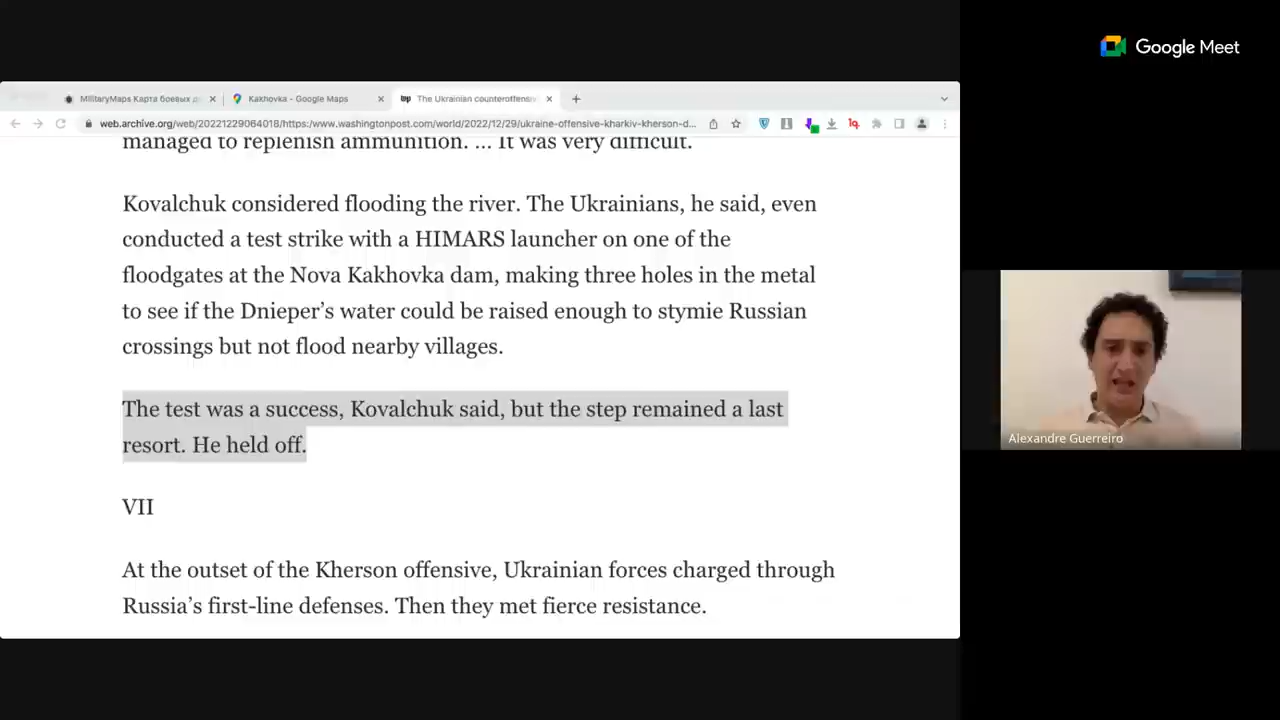 Google Meet
MilitaryMaps Карта боевых д
Kakhovka - Google Maps
The Ukrainian counteroffensiv
web.archive.org/web/20221229064018/https:/www.washingtonpost.com/world/2022/12/29/ukraine-offensive-kharkiv-kherson-d...
managed to replenish ammunition. ... It was very difficult.
Kovalchuk considered flooding the river. The Ukrainians, he said, even
conducted a test strike with a HIMARS launcher on one of the
floodgates at the Nova Kakhovka dam, making three holes in the metal
to see if the Dnieper’s water could be raised enough to stymie Russian
crossings but not flood nearby villages.
The test was a success, Kovalchuk said, but the step remained a last
resort. He held off.
VII
At the outset of the Kherson offensive, Ukrainian forces charged through
Russia’s first-line defenses. Then they met fierce resistance.
Alexandre Guerreiro